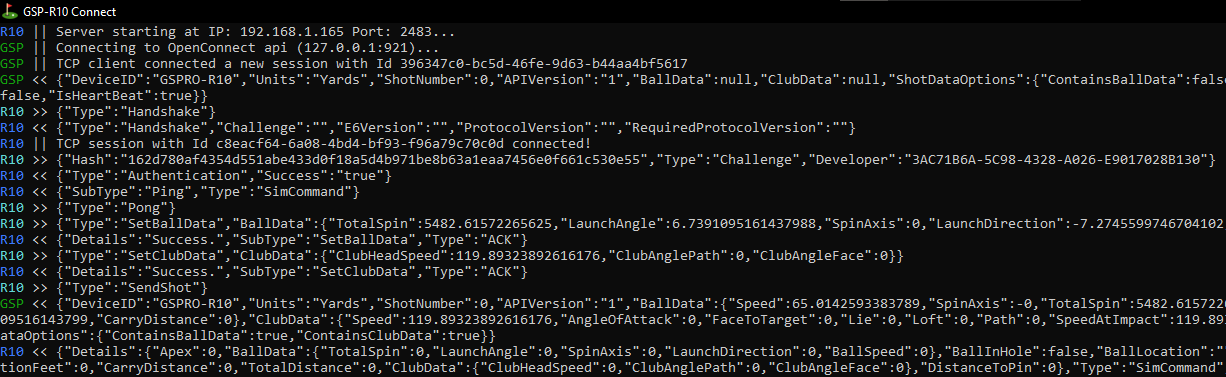 GSP-R10 Connect
R10 || Server starting at IP: 192.168.1.165 Port: 2483...
GSP || Connecting to OpenConnect api (127.0.0.1:921)...
GSP || TCP client connected a new session with Id 396347c0-bc5d-46fe-9d63-b44aa4bf5617
GSP << {"DeviceID":"GSPRO-R10","Units":"Yards","ShotNumber":0,"APIVersion":"1","BallData":null,"ClubData":null,"ShotDataOptions":{"ContainsBallData":fals
false,"IsHeartBeat":true}}
R10 >> {"Type":"Handshake"}
R10 << {"Type":"Handshake","Challenge":"","E6Version":"","ProtocolVersion":"","RequiredProtocolVersion":""}
R10 || TCP session with Id c8eacf64-6a08-4bd4-bf93-f96a79c70c0d connected!
R10 >> {"Hash":"162d780af4354d551abe433d0f18a5d4b971be8b63a1eaa7456e0f661c530e55","Type":"Challenge","Developer":"3AC71B6A-5C98-4328-A026-E9017028B130"}
R10 << {"Type":"Authentication","Success":"true"}
R10 << {"SubType":"Ping","Type":"SimCommand"}
R10 >> {"Type":"Pong"}
R10 >> {"Type":"SetBallData","BallData":{"TotalSpin":5482.61572265625,"LaunchAngle":6.7391095161437988,"SpinAxis":0,"LaunchDirection":-7.2745599746704102
R10 << {"Details":"Success.","SubType":"SetBallData","Type":"ACK"}
R10 >> {"Type":"SetClubData","ClubData":{"ClubHeadSpeed":119.89323892616176,"ClubAnglePath":0,"ClubAngleFace":0}}
R10 << {"Details":"Success.","SubType":"SetClubData","Type":"ACK"}
R10 >> {"Type":"SendShot"}
GSP << {"DeviceID":"GSPRO-R10","Units":"Yards","ShotNumber":0,"APIVersion":"1","BallData":{"Speed":65.0142593383789,"SpinAxis":-0,"TotalSpin":5482.615722
09516143799,"CarryDistance":0},"ClubData":{"Speed":119.89323892616176,"AngleOfAttack":0,"FaceToTarget":0,"Lie":0,"Loft":0,"Path":0,"SpeedAtImpact":119.89
ataOptions":{"ContainsBallData":true,"ContainsClubData":true}}
R10 << {"Details":{"Apex":0,"BallData":{"TotalSpin":0,"LaunchAngle":0,"SpinAxis":0,"LaunchDirection":0,"BallSpeed":0},"BallInHole":false,"BallLocation":"
tionFeet":0,"CarryDistance":0,"TotalDistance":0,"ClubData":{"ClubHeadSpeed":0,"ClubAnglePath":0,"ClubAngleFace":0},"DistanceToPin":0},"Type":"SimCommand"